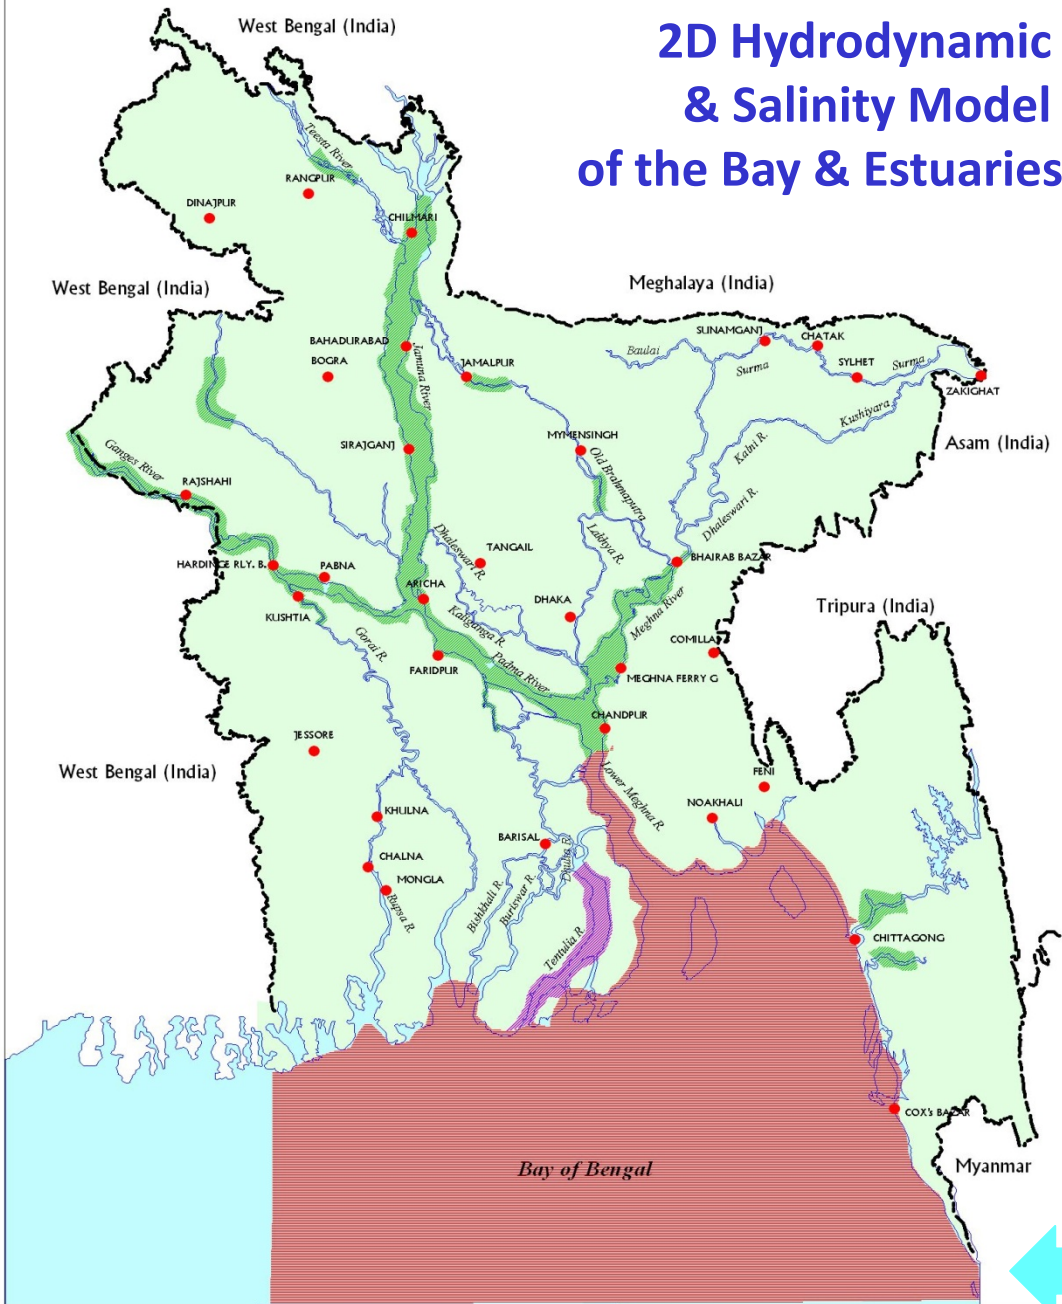 West Bengal (India)
2D Hydrodynamic
& Salinity Model
of the Bay & Estuaries
Teesta River
RANGPUR
DINAJPUR
CHILMARI
West Bengal (India)
Meghalaya (India)
SUNAMGANJ
CHATAK
BAHADURABAD
BOGRA
Jamuna River
JAMALPUR
Baulai
Surma
SYLHET
Surma
ZAKIGHAT
Kushiyara
MYMENSINGH
Kalni R.
Asam (India)
SIRAJGANJ
Ganges River
RAJSHAHI
Old Brahmaputra
Dhaleswari R.
Lakhya R.
Dhaleswari R.
TANGAIL
BHAIRAB BAZAR
HARDINGE RLY. B.
PABNA
ARICHA
DHAKA
Tripura (India)
KUSHTIA
Kaliganga R.
Meghna River
Gorai R.
COMILLA
FARIDPUR
Padma River
MEGHNA FERRY G
CHANDPUR
JESSORE
West Bengal (India)
Lower Meghna R.
FENI
NOAKHALI
KHULNA
BARISAL
CHALNA
MONGLA
Rupsa R.
Bishkhali R.
Buriswar R.
Tentulia R.
CHITTAGONG
COX's BAZAR
Bay of Bengal
Myanmar